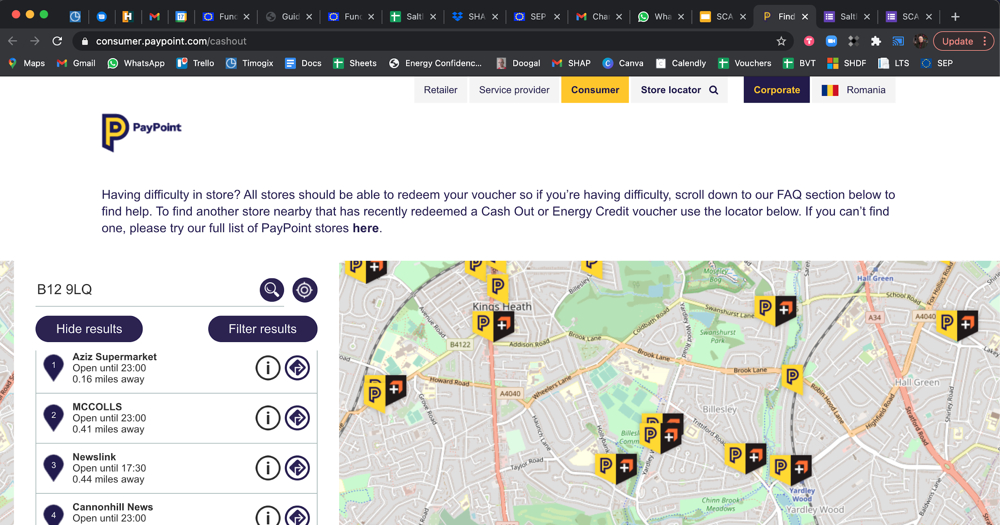 17
Func
Guid
Func
Saltl
SHA
SEP
Char
Wha
SCA
Find
Saltl
SCA
consumer.paypoint.com/cashout
Update
Maps
Gmail
WhatsApp
Trello
Timogix
Docs
Sheets
Energy Confidenc...
Doogal
SHAP
Canva
Calendly
Vouchers
BVT
SHDF
LTS
SEP
Retailer
Service provider
Consumer
Store locator
Corporate
Romania
PayPoint
Having difficulty in store? All stores should be able to redeem your voucher so if you’re having difficulty, scroll down to our FAQ section below to
find help. To find another store nearby that has recently redeemed a Cash Out or Energy Credit voucher use the locator below. If you can’t find
one, please try our full list of PayPoint stores here.
B12 9LQ
Hide results
Filter results
1
Aziz Supermarket
Open until 23:00
0.16 miles away
2
MCCOLLS
Open until 23:00
0.41 miles away
3
Newslink
Open until 17:30
0.44 miles away
4
Cannonhill News
Open until 23:00
Moseley
Bog
Hall Green
Billesley L
Fox Hollies Road
School Road
Kings Heath
Avenue Road
Coldbath Road
Yardley Wood Road
Swanshurst Lane
A34
A4040
Swanshurst
Park
B4122
Addison Road
Brook Lane
Brook Lane
Brook Lane
Lakey
Howard Road
A4040
Wheelers Lane
Robin Hood Lane
Hall Green
Highfield Road
Shirley Road
Stratford Road
Grove Road
Billesley
Haunch Lane
Hollybank
Billesl
Comm
Trittiford Road
Yardley W
Taylor Road
Yardley
Wood
Chinn Brook
Meadows
Yardley Wood
Baldwins Lane
Road